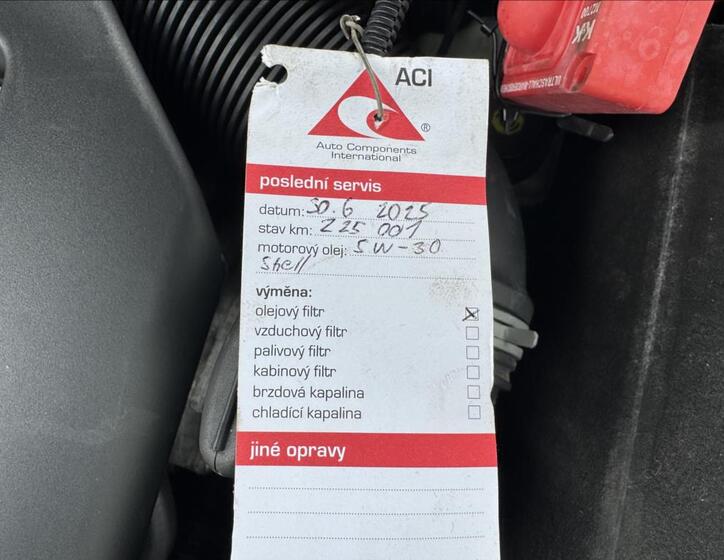 ACI
®
Auto Components
International
K&K
ULTRASCHALL
poslední servis
datum: 30.6 2025
stav km: 225 001
motorový olej: 5W-30
Shell
výměna:
olejový filtr
vzduchový filtr
palivový filtr
kabinový filtr
brzdová kapalina
chladící kapalina
jiné opravy